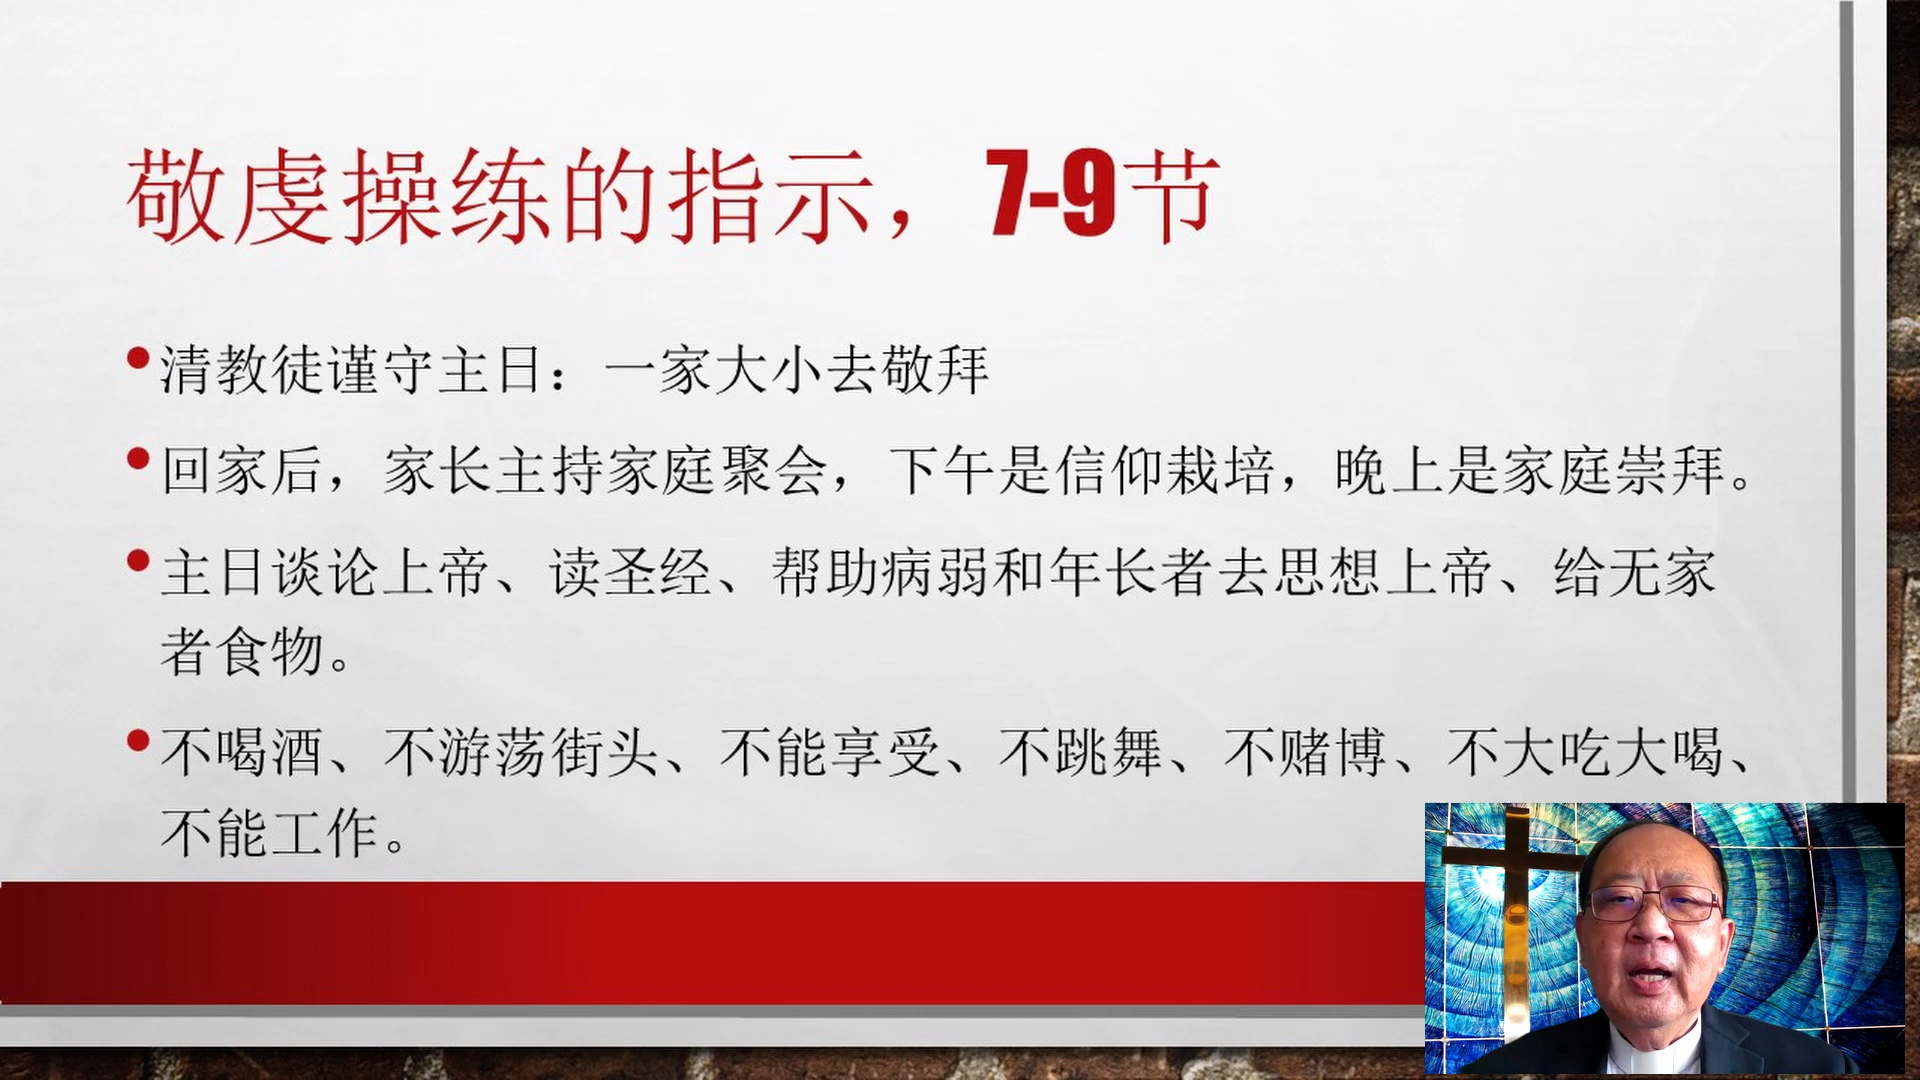 敬虔操练的指示，7-9节
•清教徒谨守主日：一家大小去敬拜
•回家后，家长主持家庭聚会，下午是信仰栽培，晚上是家庭崇拜。
•主日谈论上帝、读圣经、帮助病弱和年长者去思想上帝、给无家
者食物。
•不喝酒、不游荡街头、不能享受、不跳舞、不赌博、不大吃大喝、
不能工作。